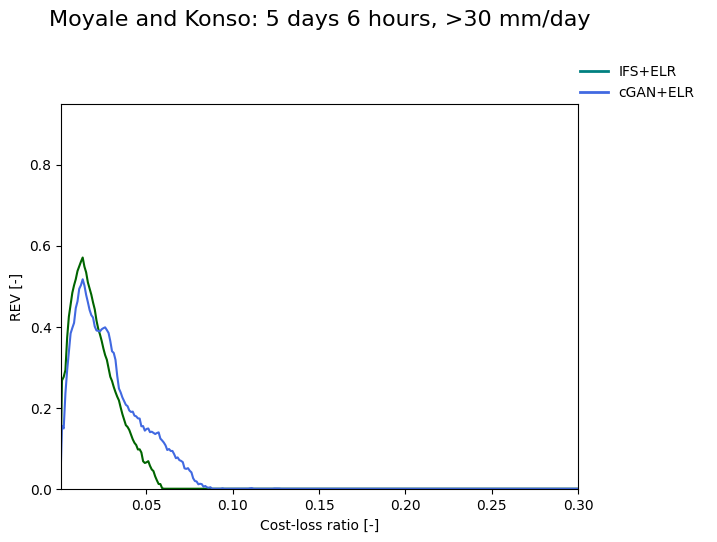 Moyale and Konso: 5 days 6 hours, >30 mm/day
IFS+ELR
cGAN+ELR
0.8
0.6
0.4
0.2
0.0
REV [-]
0.05 0.10 0.15 0.20 0.25 0.30
Cost-loss ratio [-]